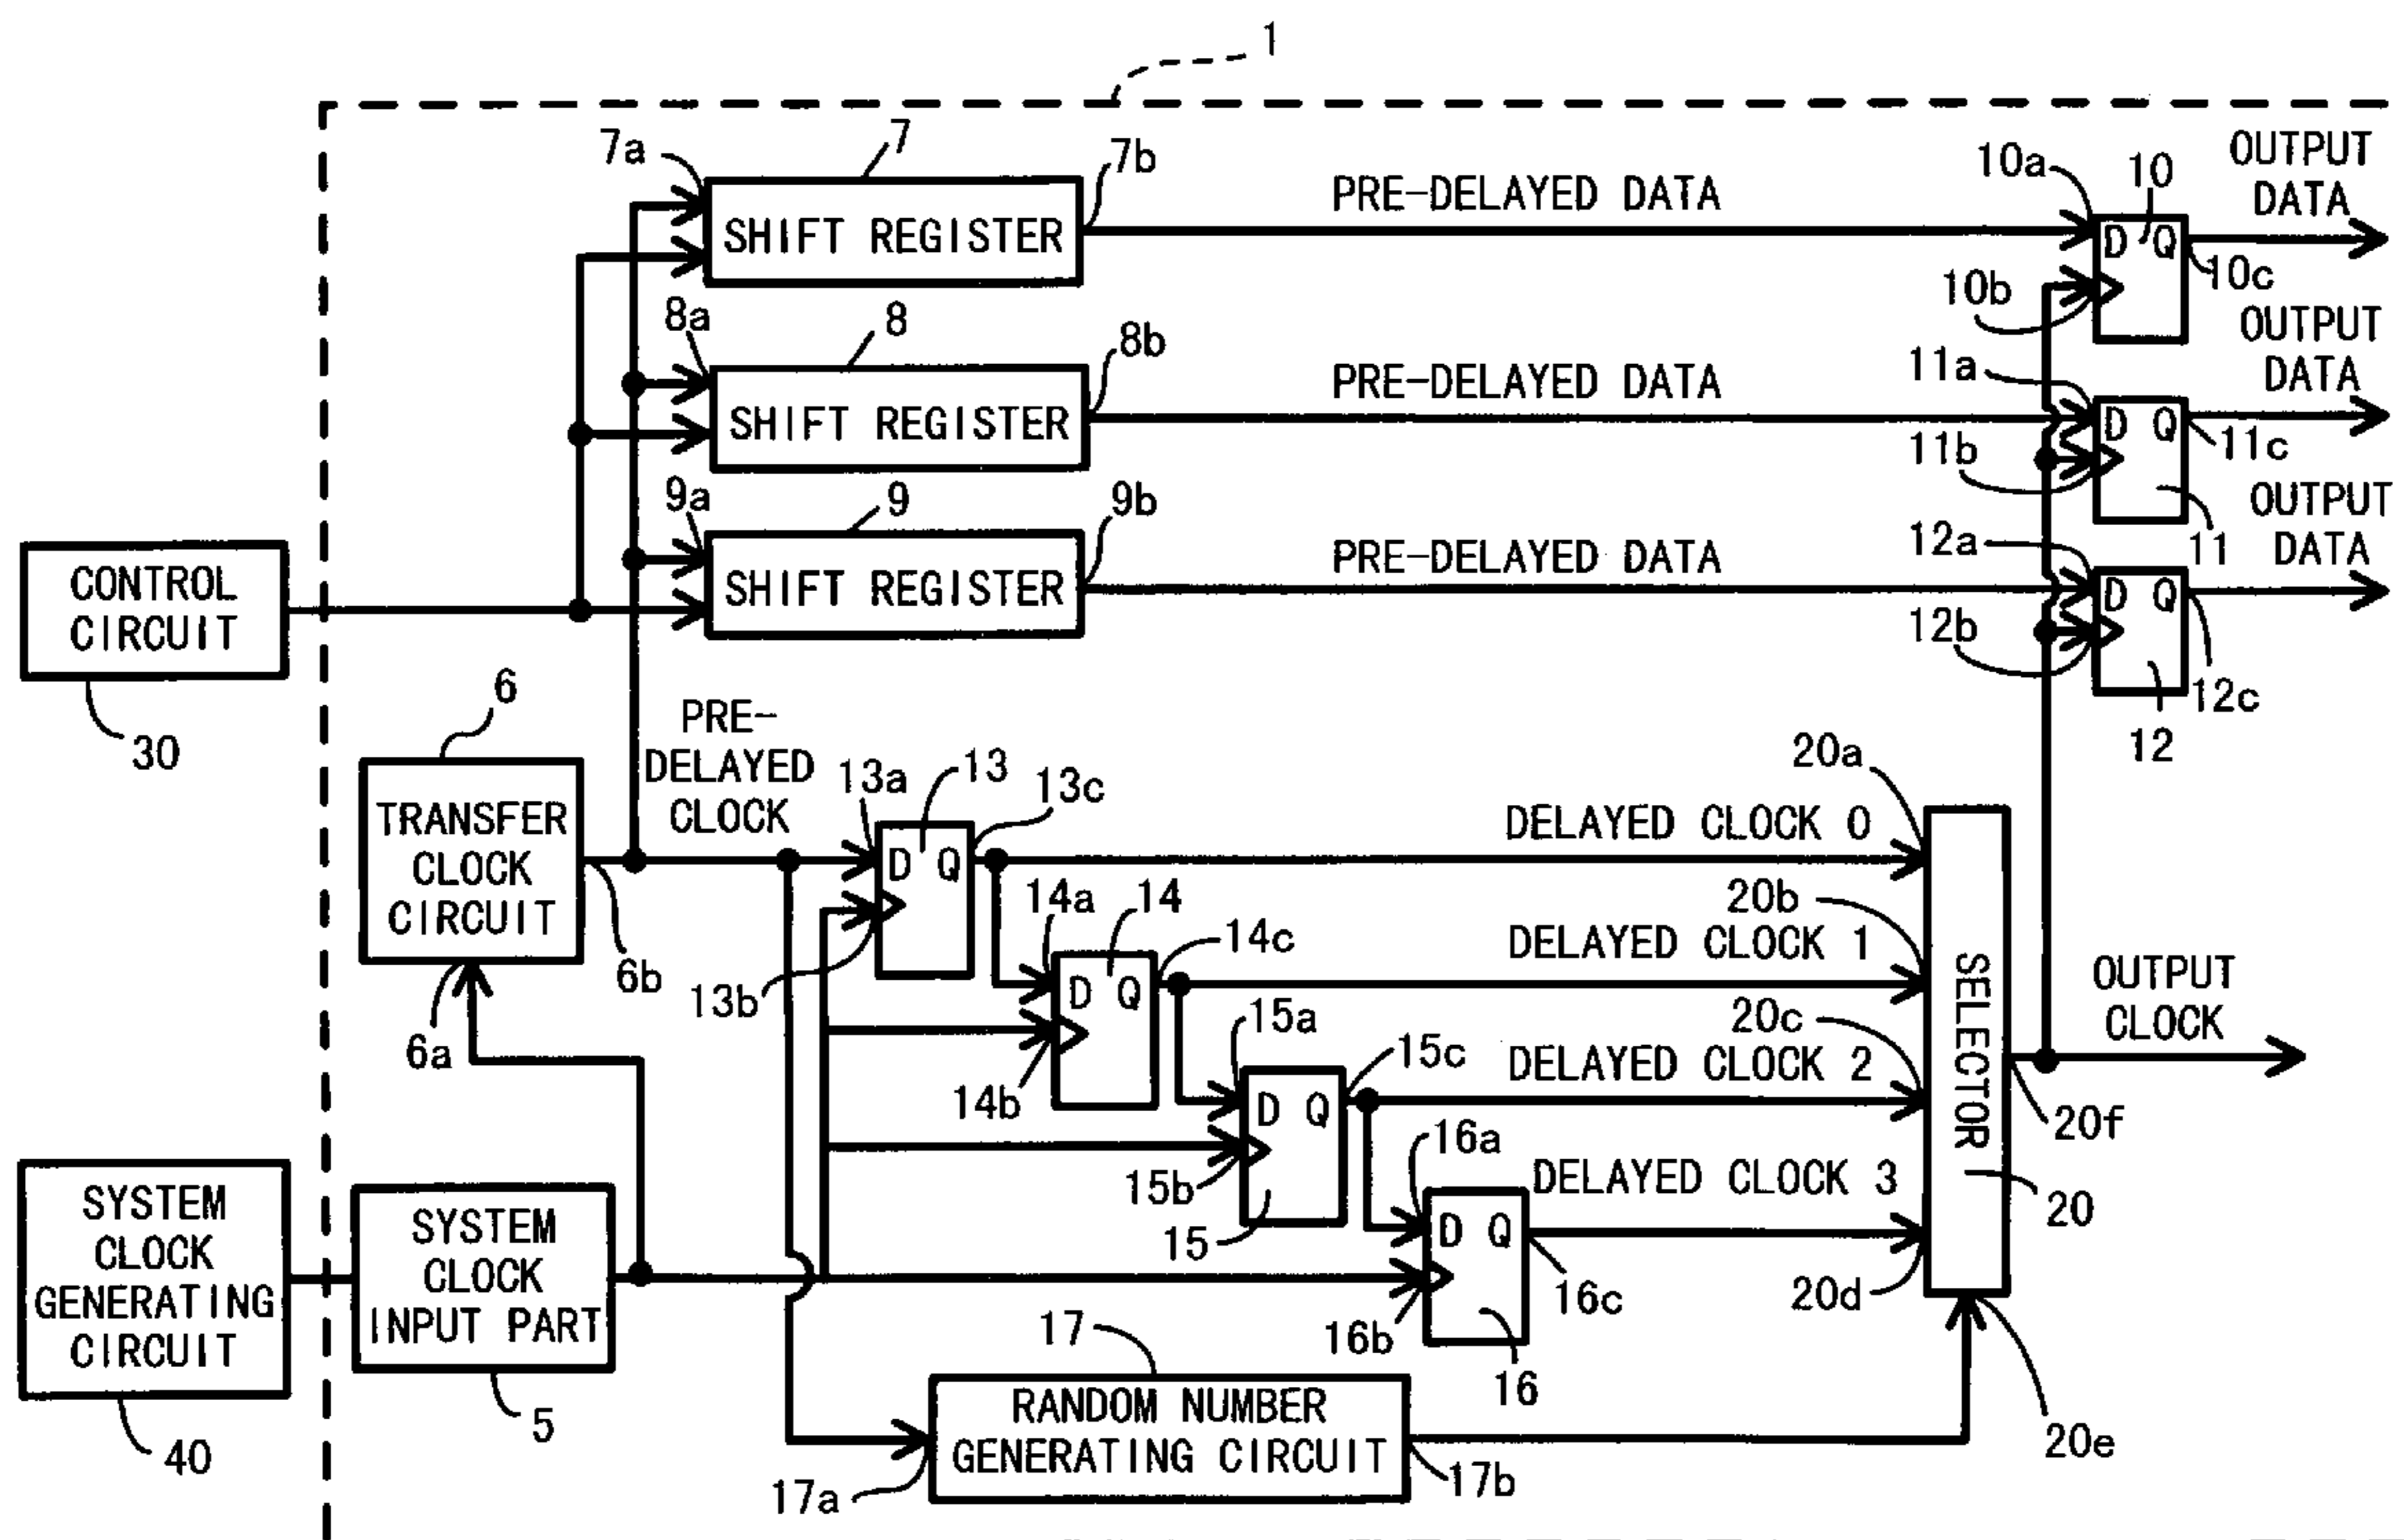 1
7a
7
7b
SHIFT REGISTER
PRE-DELAYED DATA
10a
10
D Q
10b
10c
OUTPUT
DATA
8a
8
8b
SHIFT REGISTER
PRE-DELAYED DATA
11a
D Q
11b
11c
11
OUTPUT
DATA
9a
9
9b
SHIFT REGISTER
PRE-DELAYED DATA
12a
D Q
12b
12c
12
OUTPUT
DATA
CONTROL
CIRCUIT
30
6
TRANSFER
CLOCK
CIRCUIT
6a
6b
PRE-
DELAYED
CLOCK
13a
13
13c
D Q
13b
DELAYED CLOCK 0
20a
14a
14
14c
D Q
14b
DELAYED CLOCK 1
20b
15a
15c
D Q
15b
15
DELAYED CLOCK 2
20c
16a
D Q
16b
16c
16
DELAYED CLOCK 3
20d
SELECTOR
20
20f
20e
OUTPUT
CLOCK
SYSTEM
CLOCK
GENERATING
CIRCUIT
40
SYSTEM
CLOCK
INPUT PART
5
17
RANDOM NUMBER
GENERATING CIRCUIT
17a
17b